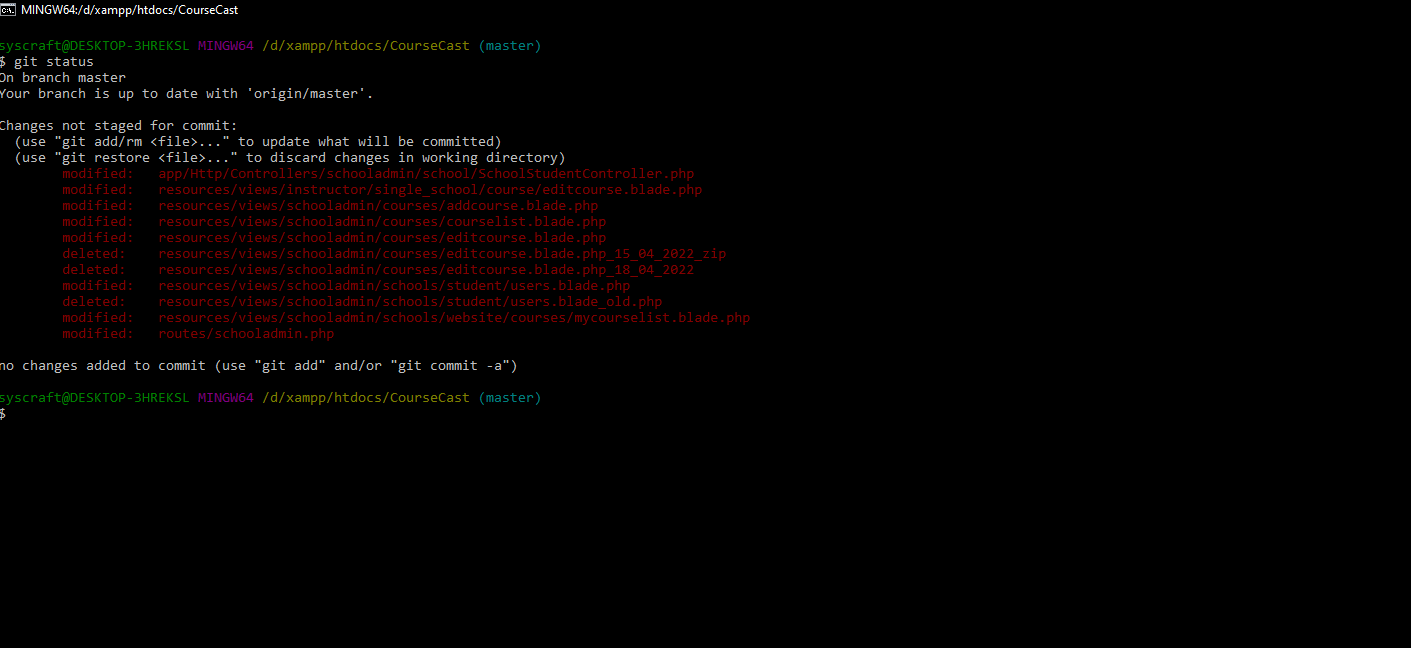 MINGW64:/d/xampp/htdocs/CourseCast
syscraft@DESKTOP-3HREKSL MINGW64 /d/xampp/htdocs/CourseCast (master)
$ git status
On branch master
Your branch is up to date with 'origin/master'.
Changes not staged for commit:
(use "git add/rm <file>..." to update what will be committed)
(use "git restore <file>..." to discard changes in working directory)
modified: app/Http/Controllers/schooladmin/school/SchoolStudentController.php
modified: resources/views/instructor/single_school/course/editcourse.blade.php
modified: resources/views/schooladmin/courses/addcourse.blade.php
modified: resources/views/schooladmin/courses/courselist.blade.php
modified: resources/views/schooladmin/courses/editcourse.blade.php
deleted: resources/views/schooladmin/courses/editcourse.blade.php_15_04_2022_zip
deleted: resources/views/schooladmin/courses/editcourse.blade.php_18_04_2022
modified: resources/views/schooladmin/schools/student/users.blade.php
deleted: resources/views/schooladmin/schools/student/users.blade_old.php
modified: resources/views/schooladmin/schools/website/courses/mycourselist.blade.php
modified: routes/schooladmin.php
no changes added to commit (use "git add" and/or "git commit -a")
syscraft@DESKTOP-3HREKSL MINGW64 /d/xampp/htdocs/CourseCast (master)
$